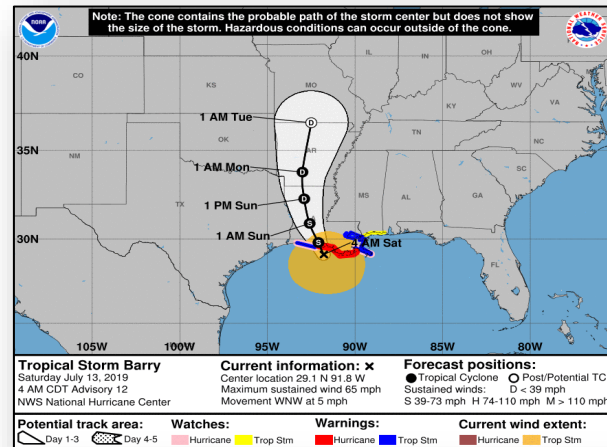 Note: The cone contains the probable path of the storm center but does not show
the size of the storm. Hazardous conditions can occur outside of the cone.
NOAA
40N
35N
30N
105W
100W
95W
90W
85W
80W
CO
KS
MO
IL
IN
OH
WV
VA
KY
NM
OK
AR
TN
NC
TX
MS
AL
GA
SC
FL
1 AM Tue
1 AM Mon
1 PM Sun
1 AM Sun
4 AM Sat
D
D
D
S
S
Tropical Storm Barry
Saturday July 13, 2019
4 AM CDT Advisory 12
NWS National Hurricane Center
Current information: ×
Center location 29.1 N 91.8 W
Maximum sustained wind 65 mph
Movement WNW at 5 mph
Forecast positions:
Tropical Cyclone Post/Potential TC
Sustained winds: D < 39 mph
S 39-73 mph H 74-110 mph M > 110 mph
Potential track area:
Day 1-3 Day 4-5
Watches:
Hurricane Trop Stm
Warnings:
Hurricane Trop Stm
Current wind extent:
Hurricane Trop Stm